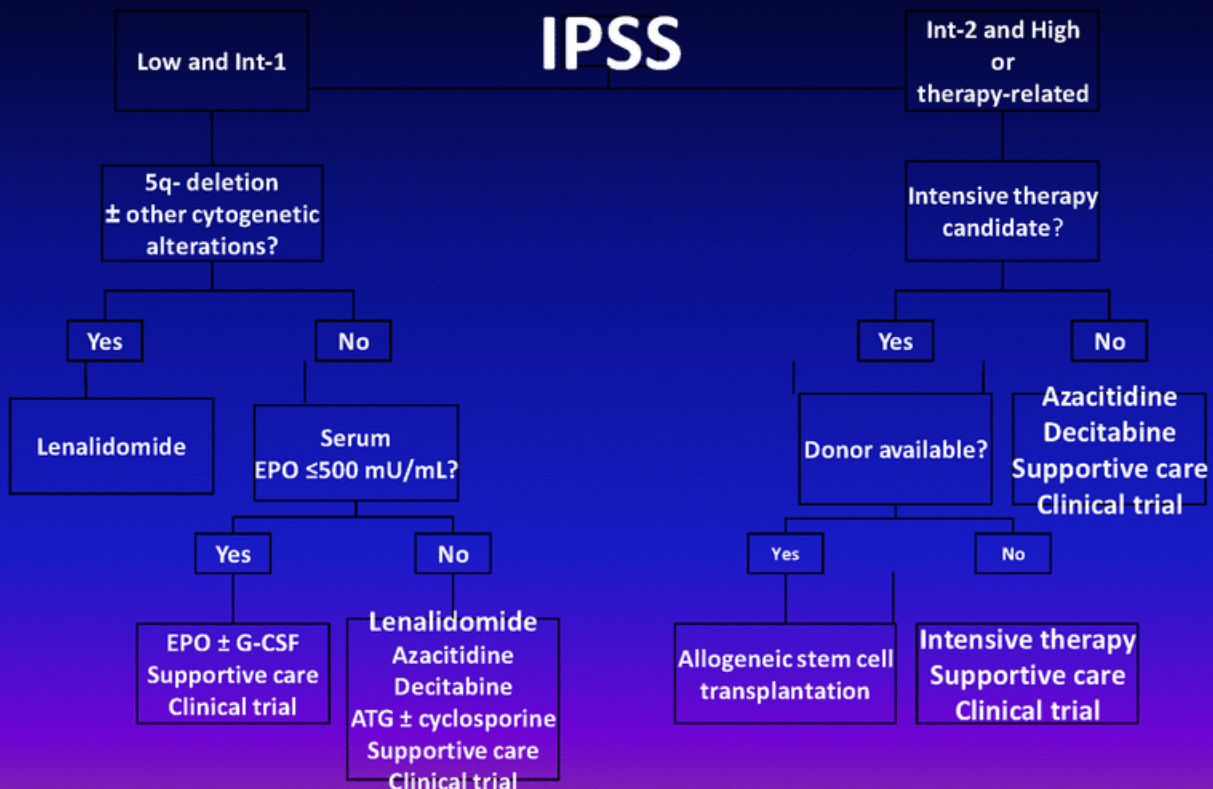 IPSS
Low and Int-1
Int-2 and High
or
therapy-related
5q- deletion
± other cytogenetic
alterations?
Intensive therapy
candidate?
Yes
No
Yes
No
Lenalidomide
Serum
EPO ≤500 mU/mL?
Donor available?
Azacitidine
Decitabine
Supportive care
Clinical trial
Yes
No
Yes
No
EPO ± G-CSF
Supportive care
Clinical trial
Lenalidomide
Azacitidine
Decitabine
ATG ± cyclosporine
Supportive care
Clinical trial
Allogeneic stem cell
transplantation
Intensive therapy
Supportive care
Clinical trial